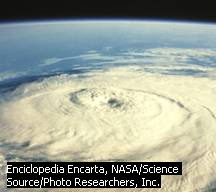 Enciclopedia Encarta, NASA/Science
Source/Photo Researchers, Inc.